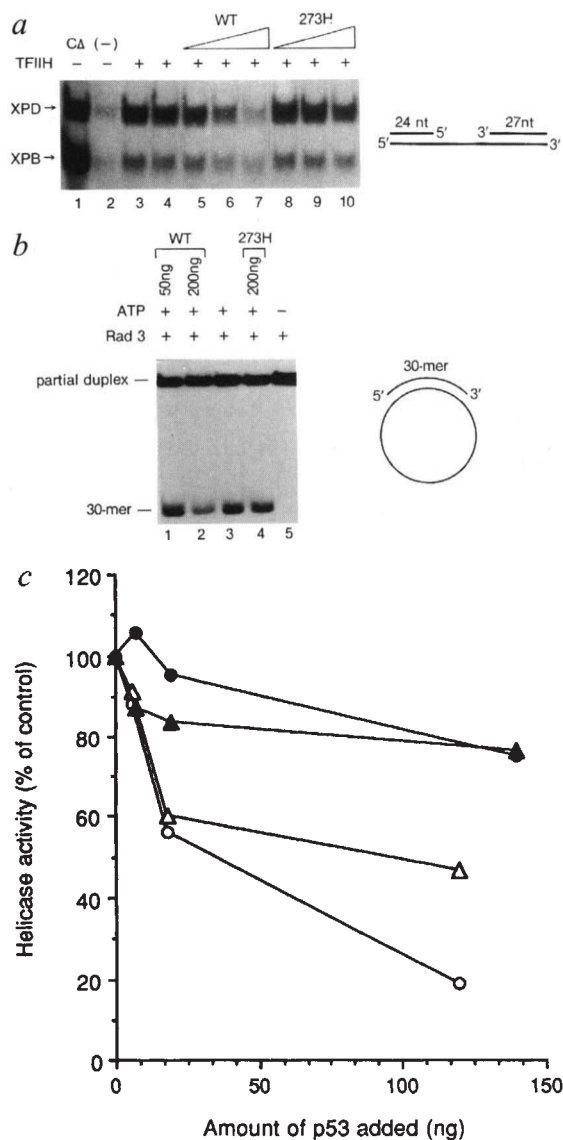 a
WT 273H
CΔ (–)
TFIIH – – + + + + + + + +
XPD→
XPB→
1 2 3 4 5 6 7 8 9 10
24 nt 27nt
5' 5' 3' 3'
b
WT 273H
50ng 200ng 200ng
ATP + + + + –
Rad 3 + + + + +
partial duplex —
30-mer —
1 2 3 4 5
30-mer
5' 3'
c
Helicase activity (% of control)
120
100
80
60
40
20
0
0 50 100 150
Amount of p53 added (ng)